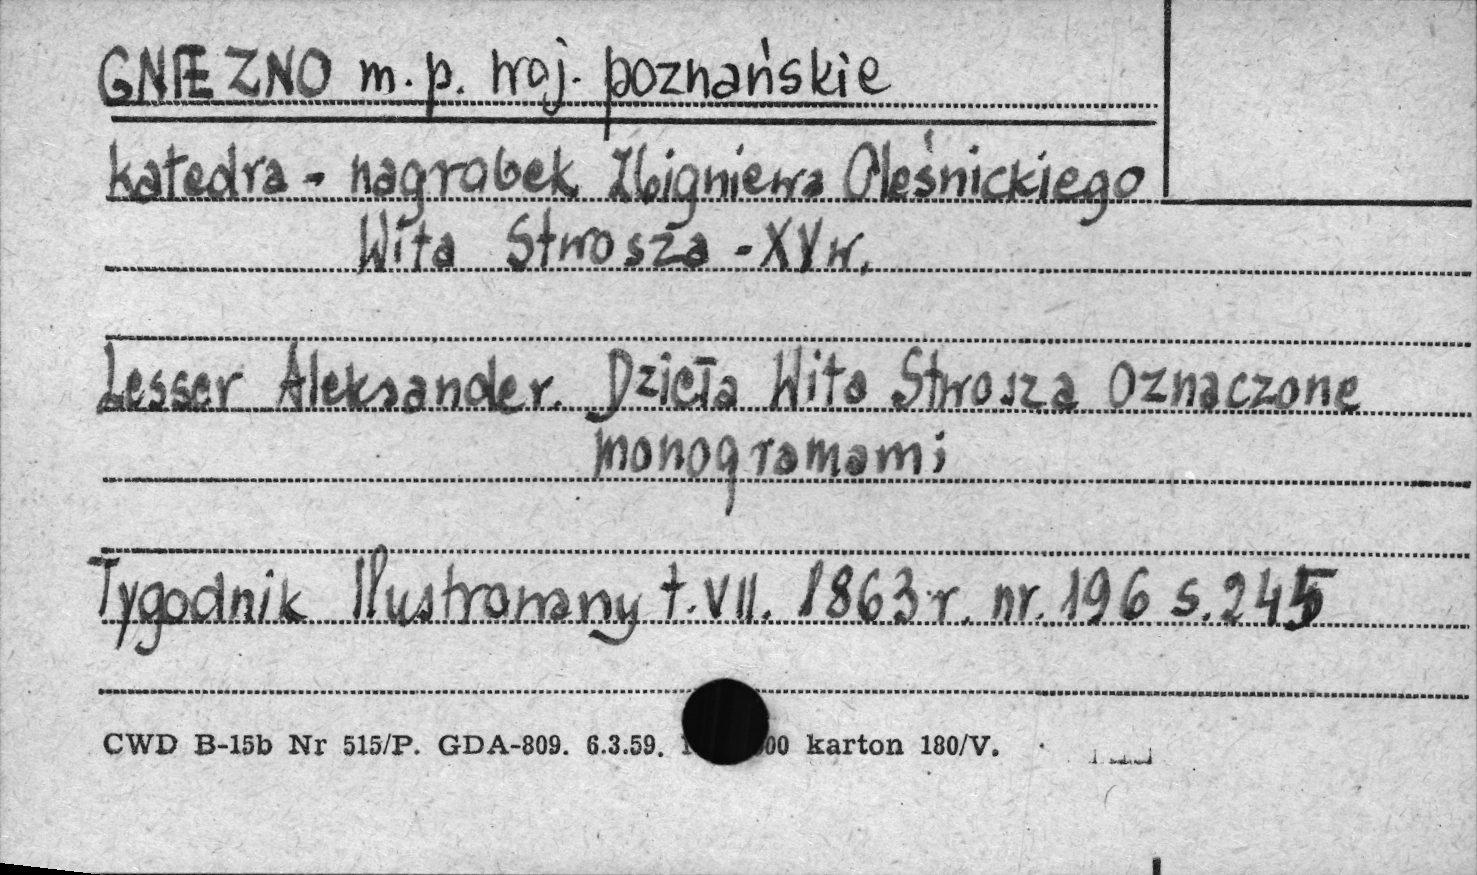 GNIEZNO m. p. woj. poznańskie
katedra - nagrobek Zbigniewa Oleśnickiego
Wita Stwosza - XV w.
Lesser Aleksander. Dzieła Wita Stwosza oznaczone
monogramami
Tygodnik Ilustrowany t. VII. 1863 r. nr. 196 s. 245
CWD B-15b Nr 515/P. GDA-809. 6.3.59. 00 karton 180/V.